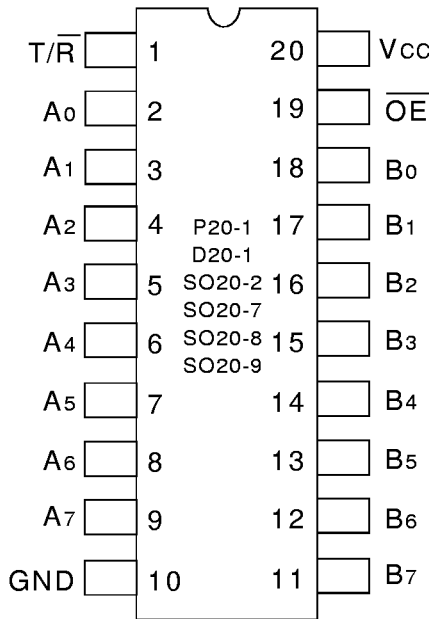 T/R̅ 1 20 Vcc
A0 2 19 O̅E̅
A1 3 18 B0
A2 4 17 B1
P20-1
D20-1
A3 5 16 B2
SO20-2
SO20-7
A4 6 15 B3
SO20-8
SO20-9
A5 7 14 B4
A6 8 13 B5
A7 9 12 B6
GND 10 11 B7